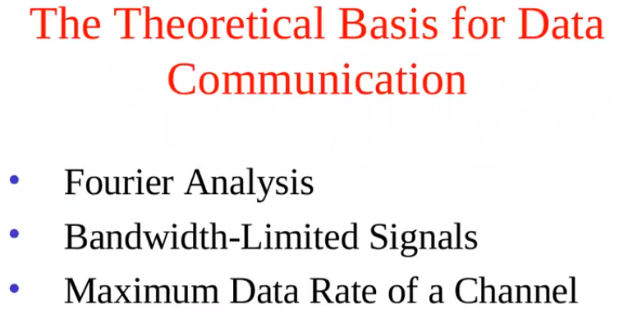 The Theoretical Basis for Data
Communication
• Fourier Analysis
• Bandwidth-Limited Signals
• Maximum Data Rate of a Channel